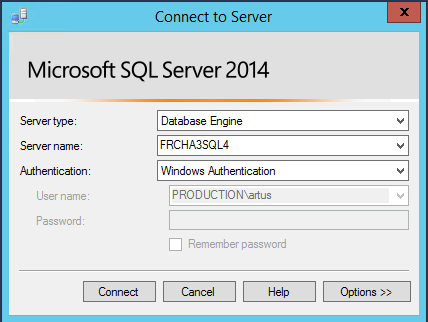 Connect to Server
x
Microsoft SQL Server 2014
Server type: Database Engine
Server name: FRCHA3SQL4
Authentication: Windows Authentication
User name: PRODUCTION\artus
Password:
Remember password
Connect Cancel Help Options >>